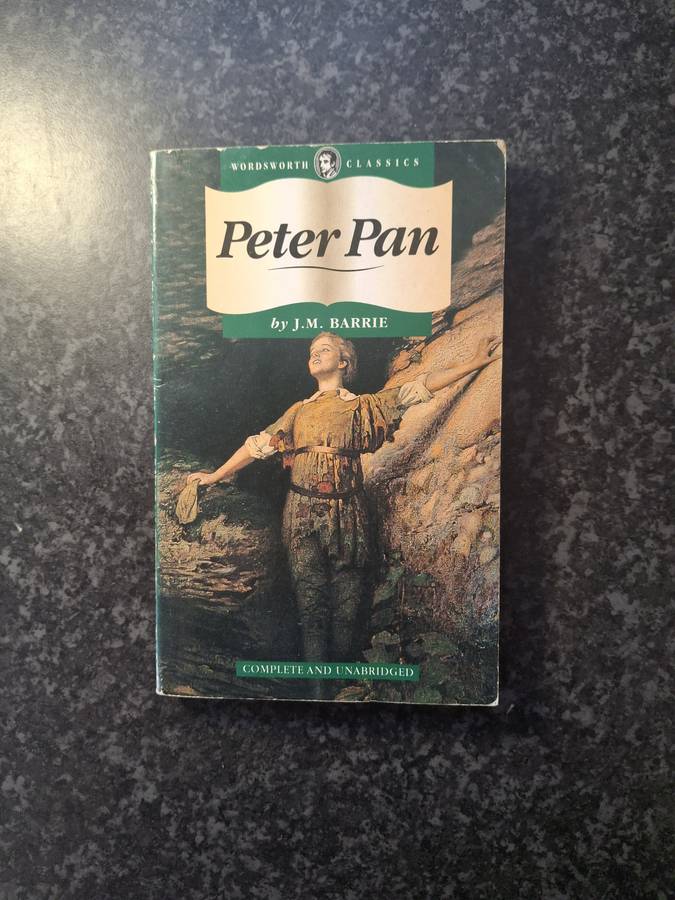 WORDSWORTH CLASSICS
Peter Pan
by J.M. BARRIE
COMPLETE AND UNABRIDGED